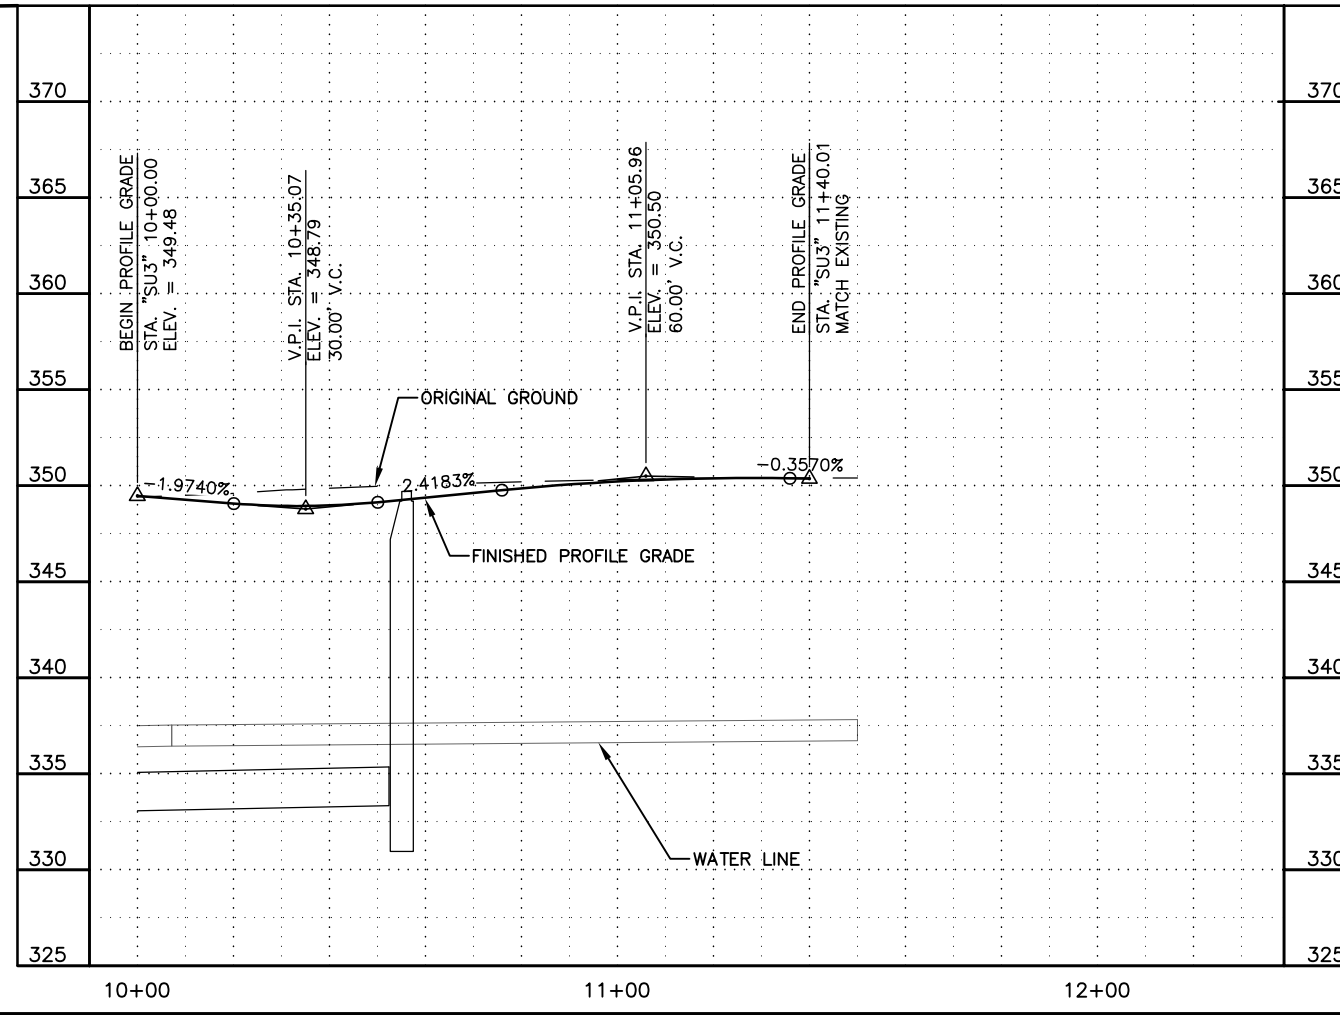 370
365
360
355
350
345
340
335
330
325
BEGIN PROFILE GRADE
STA. "SU3" 10+00.00
ELEV. = 349.48
V.P.I. STA. 10+35.07
ELEV. = 348.79
30.00' V.C.
V.P.I. STA. 11+05.96
ELEV. = 350.50
60.00' V.C.
END PROFILE GRADE
STA. "SU3" 11+40.01
MATCH EXISTING
ORIGINAL GROUND
-1.9740%
2.4183%
-0.3570%
FINISHED PROFILE GRADE
WATER LINE
370
365
360
355
350
345
340
335
330
325
10+00
11+00
12+00